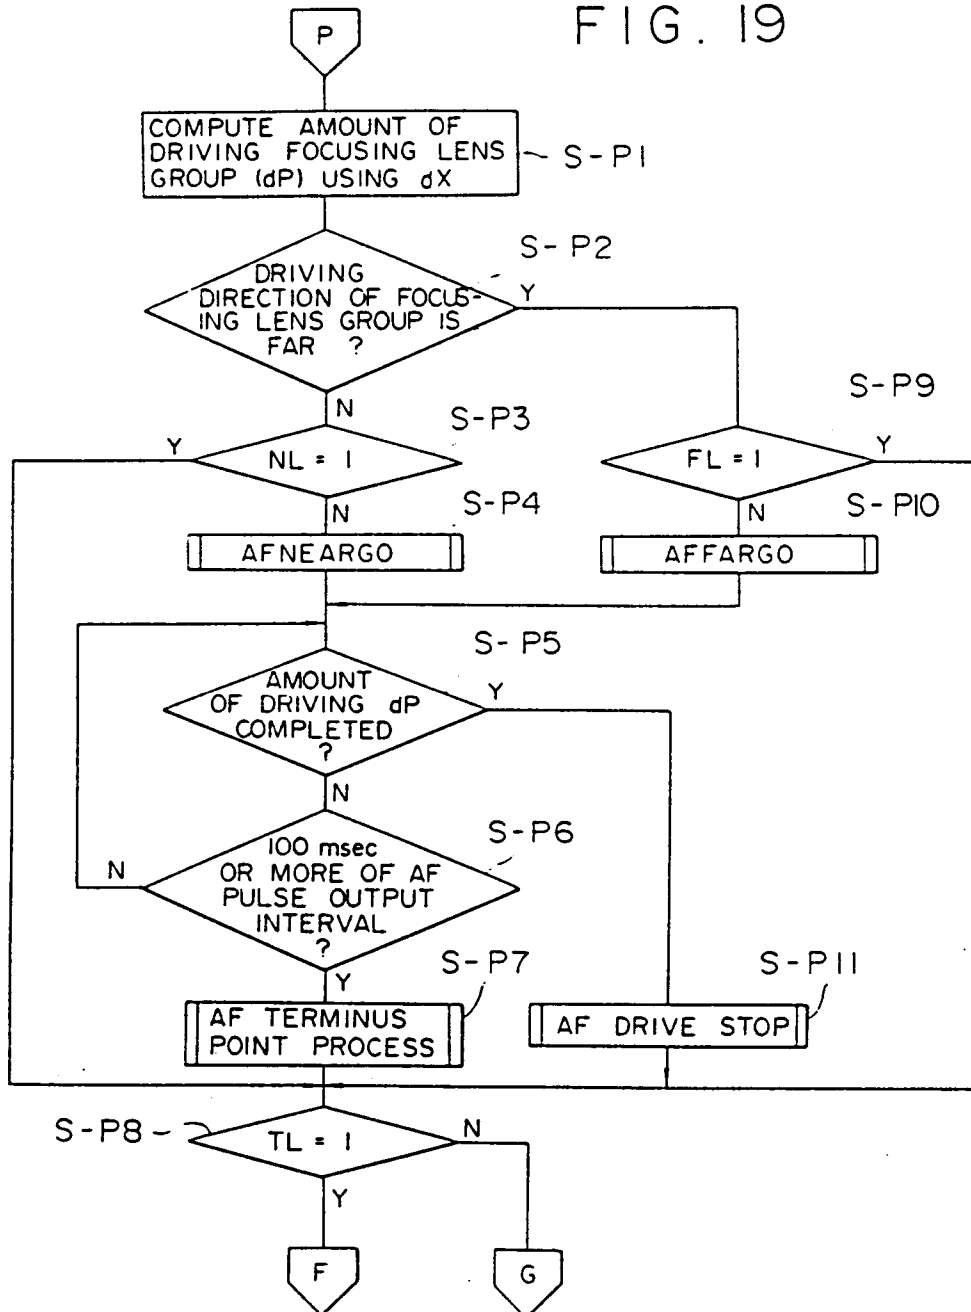 FIG. 19
P
COMPUTE AMOUNT OF
DRIVING FOCUSING LENS
GROUP (dP) USING dX
S-P1
S-P2
DRIVING
DIRECTION OF FOCUS-
ING LENS GROUP IS
FAR ?
Y
N
S-P3
S-P9
Y
NL = 1
FL = 1
Y
N
S-P4
N
S-P10
AFNEARGO
AFFARGO
S-P5
AMOUNT
OF DRIVING dP
COMPLETED
?
Y
N
S-P6
100 msec
OR MORE OF AF
PULSE OUTPUT
INTERVAL
?
N
Y
S-P7
S-P11
AF TERMINUS
POINT PROCESS
AF DRIVE STOP
S-P8
TL = 1
N
Y
F
G